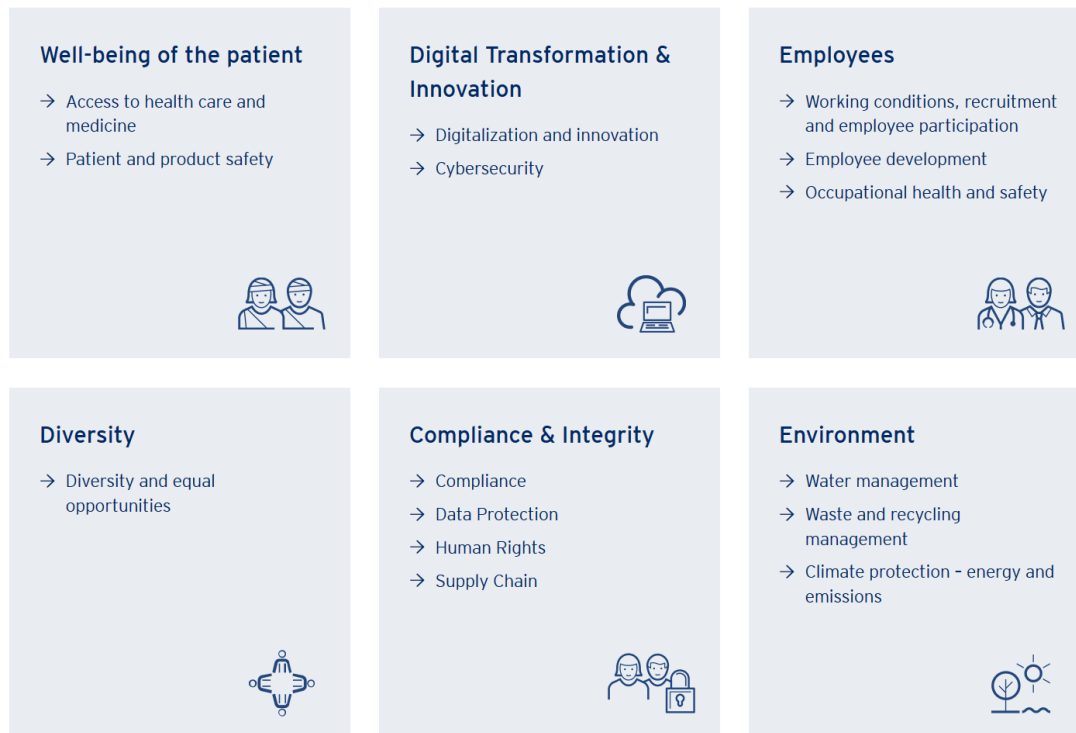 Well-being of the patient
→ Access to health care and
medicine
→ Patient and product safety
Digital Transformation &
Innovation
→ Digitalization and innovation
→ Cybersecurity
Employees
→ Working conditions, recruitment
and employee participation
→ Employee development
→ Occupational health and safety
Diversity
→ Diversity and equal
opportunities
Compliance & Integrity
→ Compliance
→ Data Protection
→ Human Rights
→ Supply Chain
Environment
→ Water management
→ Waste and recycling
management
→ Climate protection – energy and
emissions